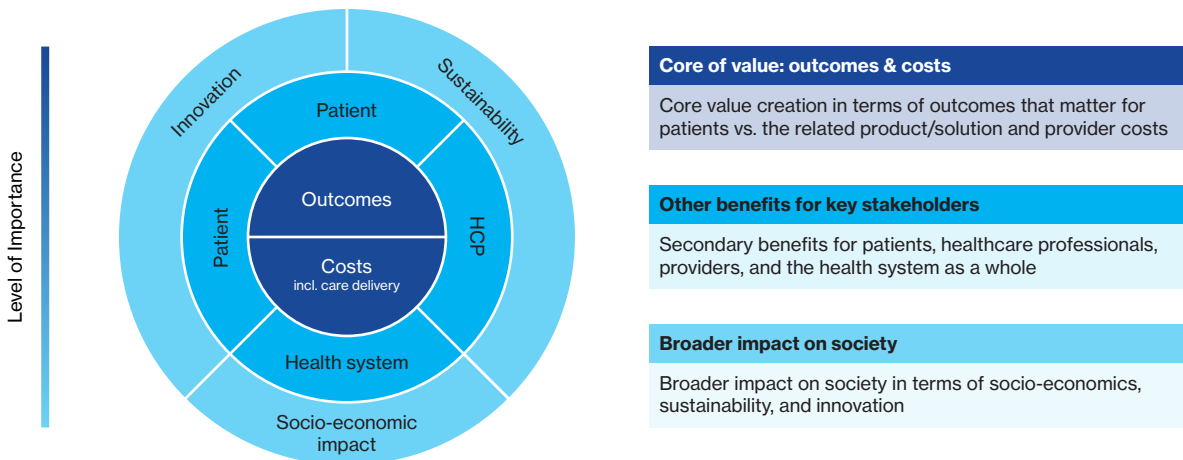 Level of Importance
Innovation
Sustainability
Patient
Patient
HCP
Outcomes
Costs
incl. care delivery
Health system
Socio-economic
impact
Core of value: outcomes & costs
Core value creation in terms of outcomes that matter for
patients vs. the related product/solution and provider costs
Other benefits for key stakeholders
Secondary benefits for patients, healthcare professionals,
providers, and the health system as a whole
Broader impact on society
Broader impact on society in terms of socio-economics,
sustainability, and innovation